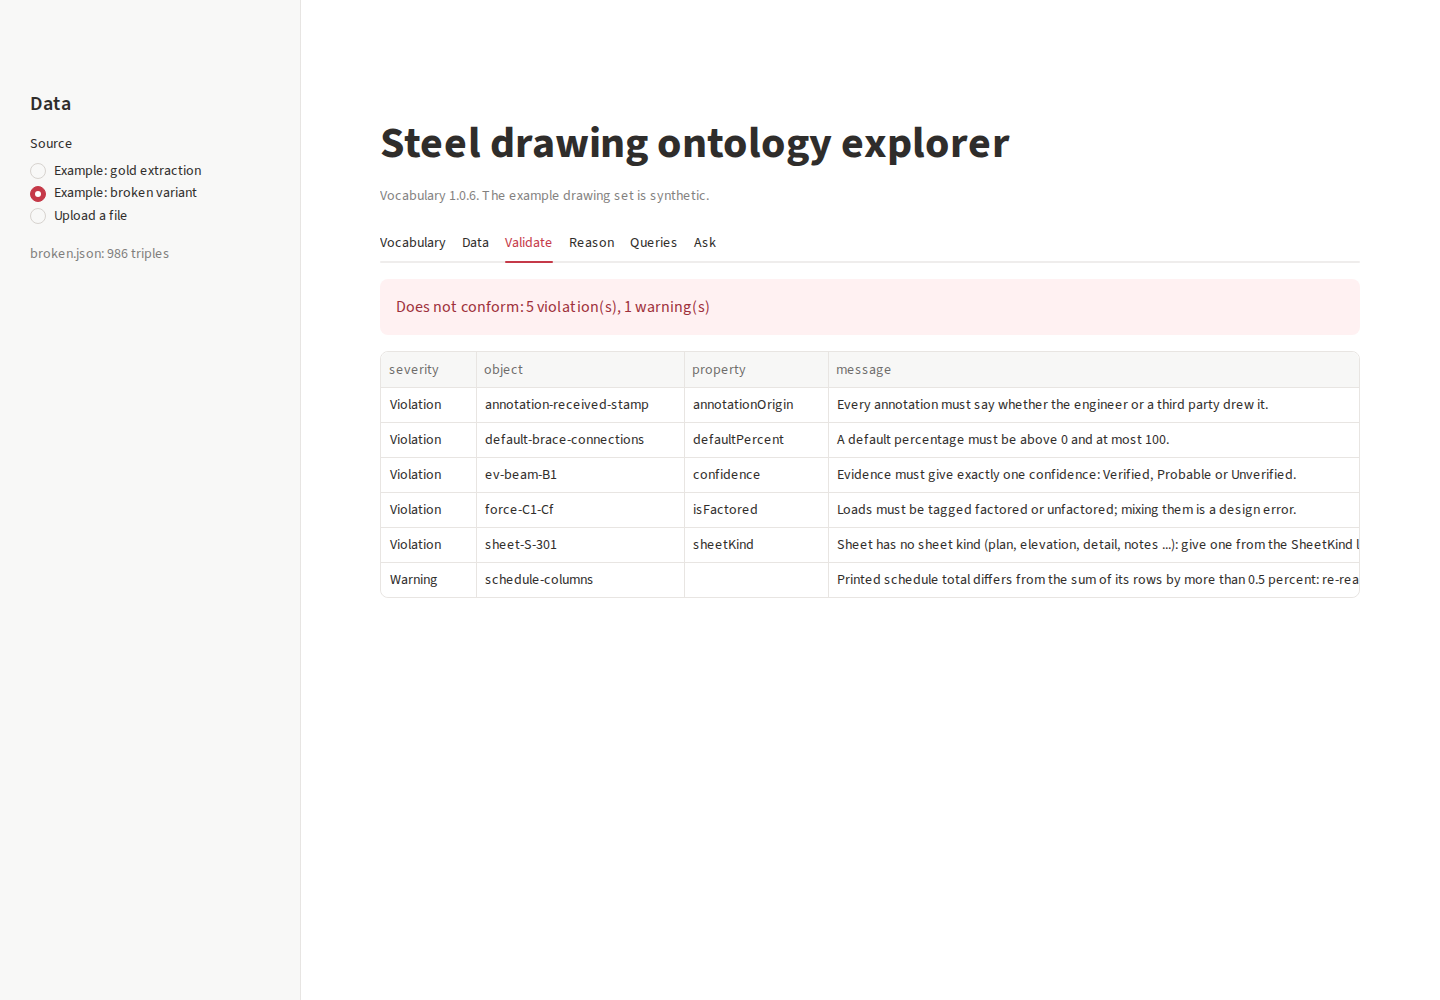 Data
Source
Example: gold extraction
Example: broken variant
Upload a file
broken.json: 986 triples
Steel drawing ontology explorer
Vocabulary 1.0.6. The example drawing set is synthetic.
Vocabulary Data Validate Reason Queries Ask
Does not conform: 5 violation(s), 1 warning(s)
severity object property message
Violation annotation-received-stamp annotationOrigin Every annotation must say whether the engineer or a third party drew it.
Violation default-brace-connections defaultPercent A default percentage must be above 0 and at most 100.
Violation ev-beam-B1 confidence Evidence must give exactly one confidence: Verified, Probable or Unverified.
Violation force-C1-Cf isFactored Loads must be tagged factored or unfactored; mixing them is a design error.
Violation sheet-S-301 sheetKind Sheet has no sheet kind (plan, elevation, detail, notes ...): give one from the SheetKind
Warning schedule-columns Printed schedule total differs from the sum of its rows by more than 0.5 percent: re-rea